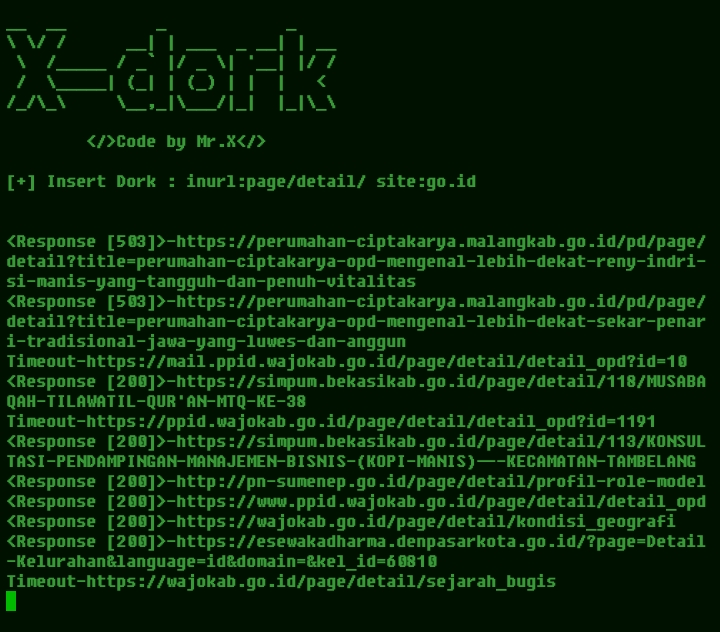 X-dork
</>Code by Mr.X</>
[+] Insert Dork : inurl:page/detail/ site:go.id
<Response [503]>-https://perumahan-ciptakarya.malangkab.go.id/pd/page/
detail?title=perumahan-ciptakarya-opd-mengenal-lebih-dekat-reny-indri-
si-manis-yang-tangguh-dan-penuh-vitalitas
<Response [503]>-https://perumahan-ciptakarya.malangkab.go.id/pd/page/
detail?title=perumahan-ciptakarya-opd-mengenal-lebih-dekat-sekar-penar
i-tradisional-jawa-yang-luwes-dan-anggun
Timeout-https://mail.ppid.wajokab.go.id/page/detail/detail_opd?id=10
<Response [200]>-https://simpum.bekasikab.go.id/page/detail/118/MUSABA
QAH-TILAWATIL-QUR'AN-MTQ-KE-38
Timeout-https://ppid.wajokab.go.id/page/detail/detail_opd?id=1191
<Response [200]>-https://simpum.bekasikab.go.id/page/detail/113/KONSUL
TASI-PENDAMPINGAN-MANAJEMEN-BISNIS-(KOPI-MANIS)--–KECAMATAN-TAMBELANG
<Response [200]>-http://pn-sumenep.go.id/page/detail/profil-role-model
<Response [200]>-https://www.ppid.wajokab.go.id/page/detail/detail_opd
<Response [200]>-https://wajokab.go.id/page/detail/kondisi_geografi
<Response [200]>-https://esewakadharma.denpasarkota.go.id/?page=Detail
-Kelurahan&language=id&domain=&kel_id=60810
Timeout-https://wajokab.go.id/page/detail/sejarah_bugis